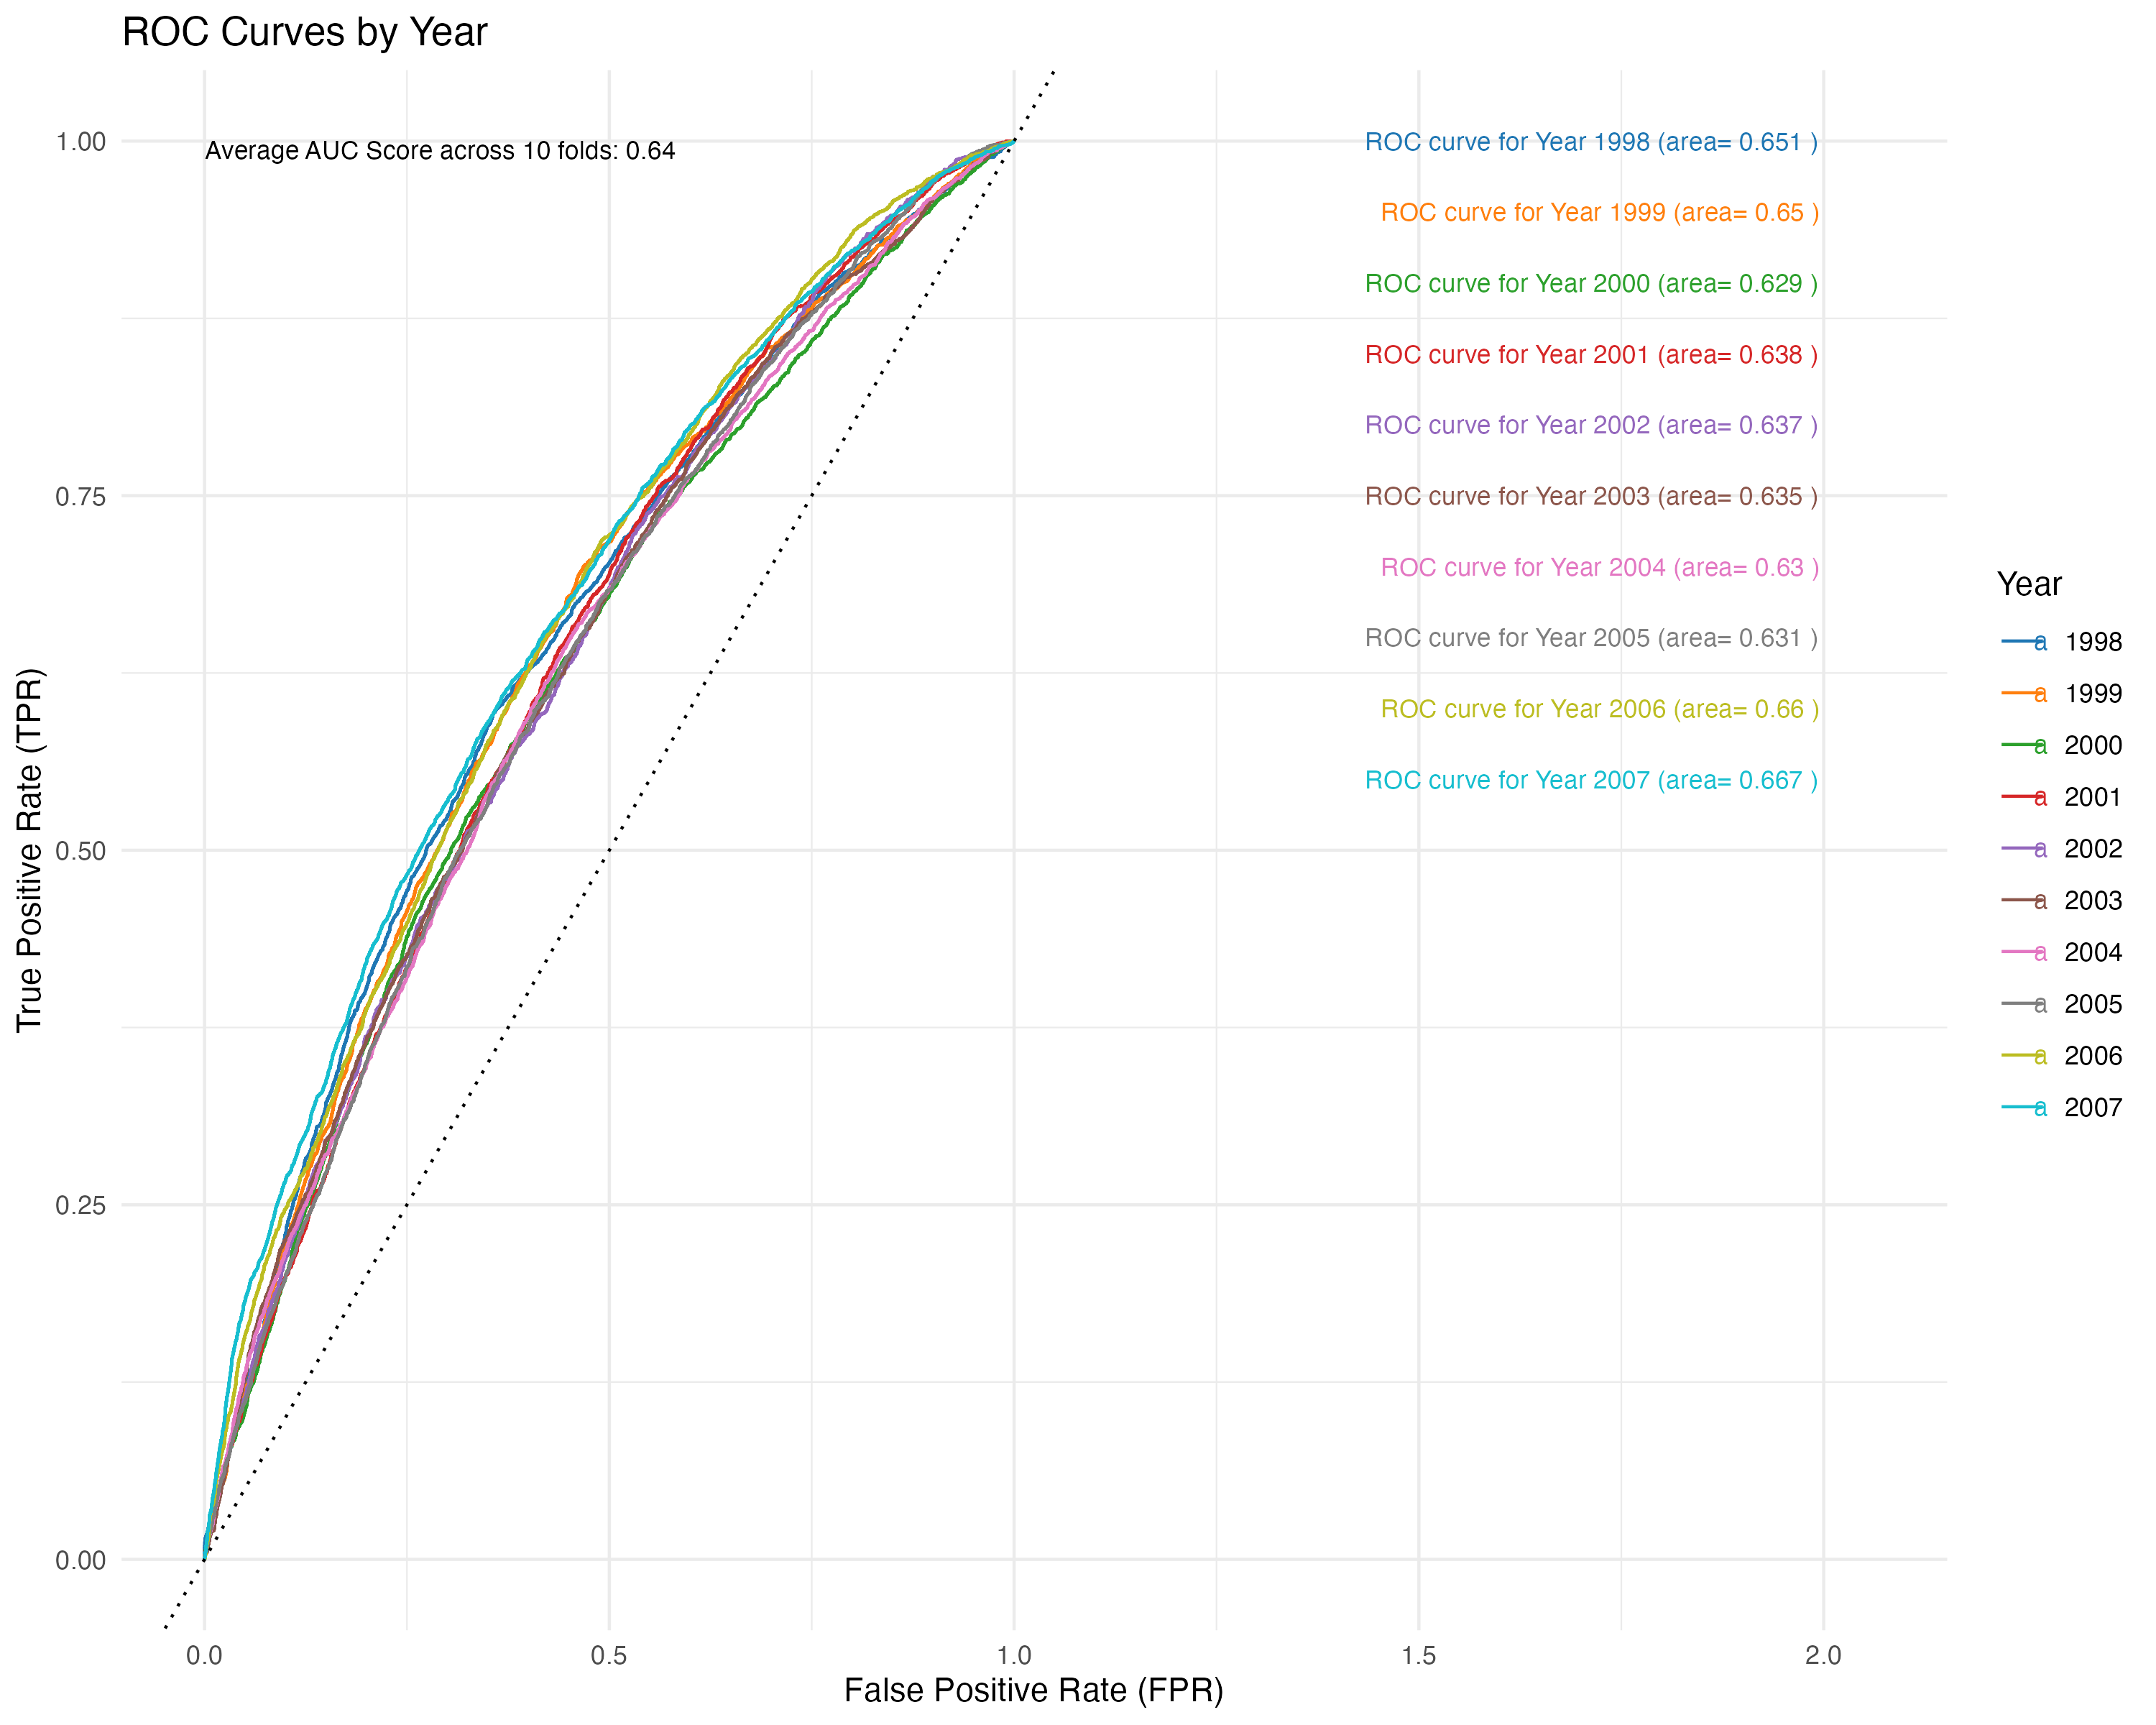 ROC Curves by Year
True Positive Rate (TPR)
1.00
0.75
0.50
0.25
0.00
Average AUC Score across 10 folds: 0.64
ROC curve for Year 1998 (area= 0.651 )
ROC curve for Year 1999 (area= 0.65 )
ROC curve for Year 2000 (area= 0.629 )
ROC curve for Year 2001 (area= 0.638 )
ROC curve for Year 2002 (area= 0.637 )
ROC curve for Year 2003 (area= 0.635 )
ROC curve for Year 2004 (area= 0.63 )
ROC curve for Year 2005 (area= 0.631 )
ROC curve for Year 2006 (area= 0.66 )
ROC curve for Year 2007 (area= 0.667 )
0.0 0.5 1.0 1.5 2.0
False Positive Rate (FPR)
Year
a 1998
a 1999
a 2000
a 2001
a 2002
a 2003
a 2004
a 2005
a 2006
a 2007